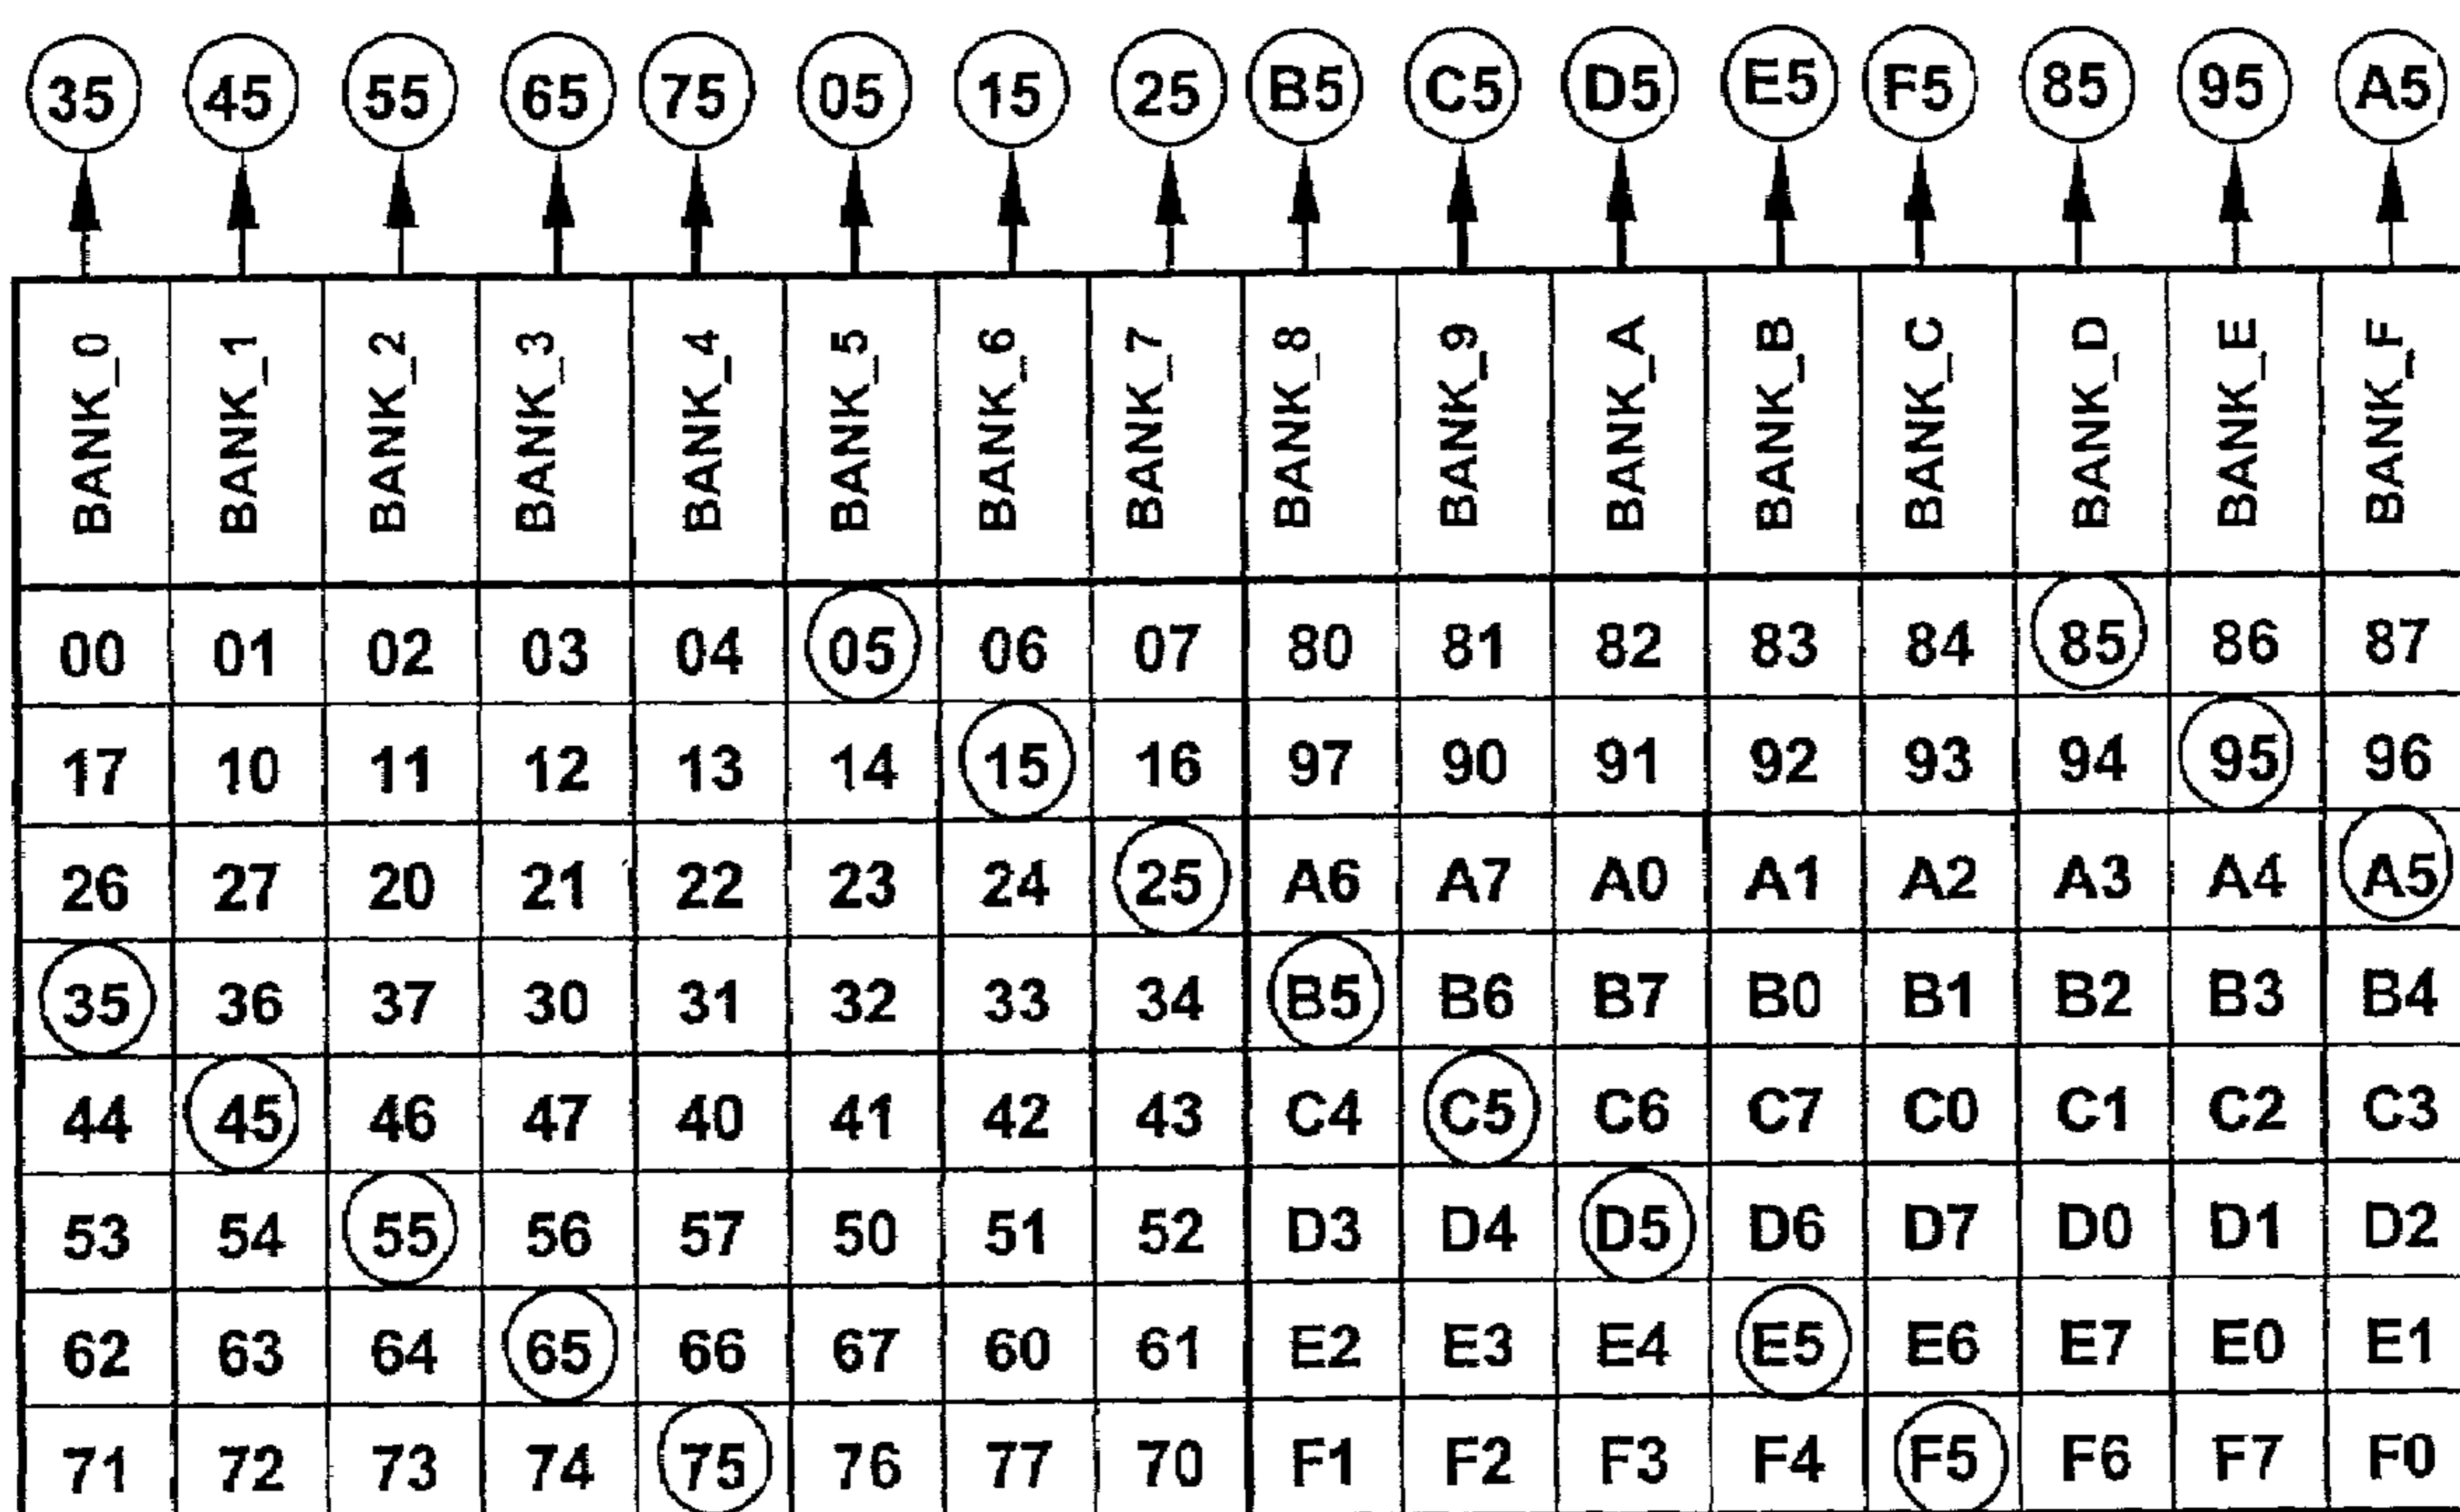 35 45 55 65 75 05 15 25 B5 C5 D5 E5 F5 85 95 A5
BANK_0 BANK_1 BANK_2 BANK_3 BANK_4 BANK_5 BANK_6 BANK_7 BANK_8 BANK_9 BANK_A BANK_B BANK_C BANK_D BANK_E BANK_F
00 01 02 03 04 05 06 07 80 81 82 83 84 85 86 87
17 10 11 12 13 14 15 16 97 90 91 92 93 94 95 96
26 27 20 21 22 23 24 25 A6 A7 A0 A1 A2 A3 A4 A5
35 36 37 30 31 32 33 34 B5 B6 B7 B0 B1 B2 B3 B4
44 45 46 47 40 41 42 43 C4 C5 C6 C7 C0 C1 C2 C3
53 54 55 56 57 50 51 52 D3 D4 D5 D6 D7 D0 D1 D2
62 63 64 65 66 67 60 61 E2 E3 E4 E5 E6 E7 E0 E1
71 72 73 74 75 76 77 70 F1 F2 F3 F4 F5 F6 F7 F0